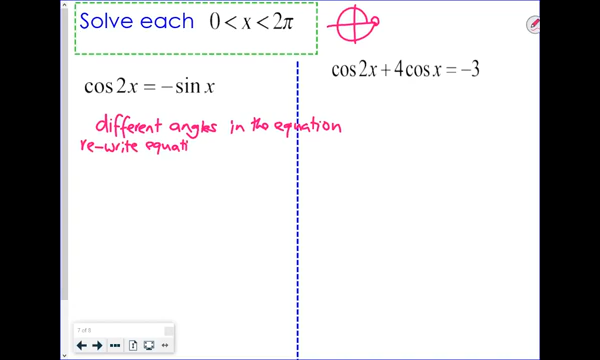 Solve each 0 < x < 2π
cos 2x = − sin x
different angles in the equation
re-write equati
cos 2x + 4 cos x = −3
7 of 8